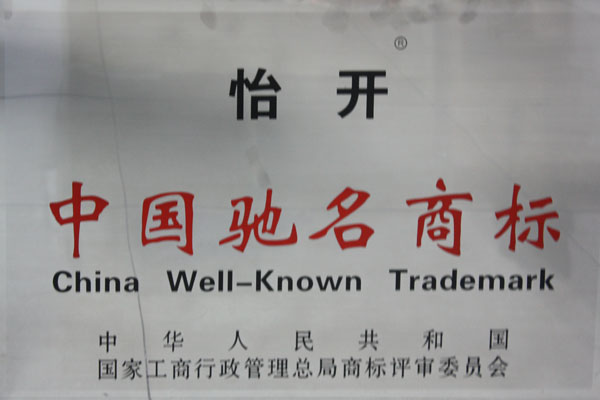 怡开®
中国驰名商标
China Well-Known Trademark
中华人民共和国
国家工商行政管理总局商标评审委员会